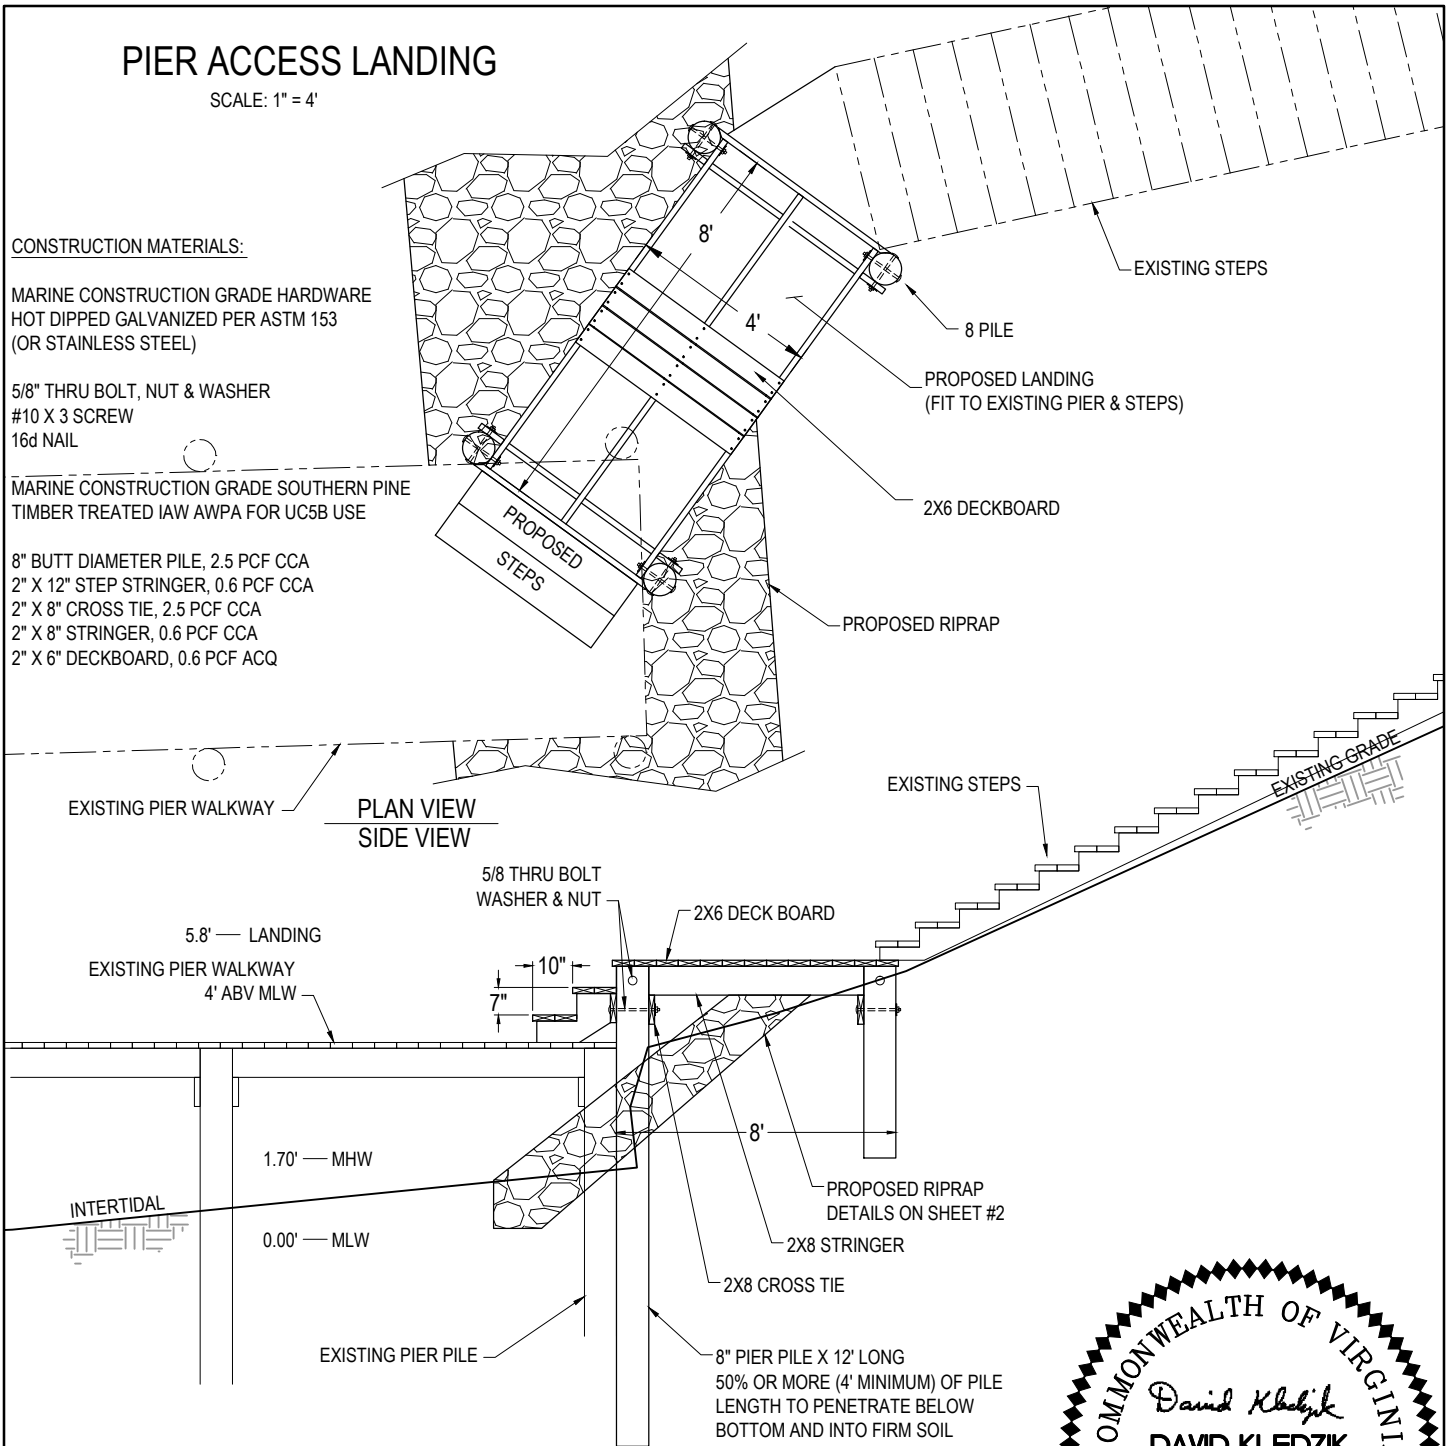 PIER ACCESS LANDING
SCALE: 1" = 4'
CONSTRUCTION MATERIALS:
MARINE CONSTRUCTION GRADE HARDWARE
HOT DIPPED GALVANIZED PER ASTM 153
(OR STAINLESS STEEL)
5/8" THRU BOLT, NUT & WASHER
#10 X 3 SCREW
16d NAIL
MARINE CONSTRUCTION GRADE SOUTHERN PINE
TIMBER TREATED IAW AWPA FOR UC5B USE
8" BUTT DIAMETER PILE, 2.5 PCF CCA
2" X 12" STEP STRINGER, 0.6 PCF CCA
2" X 8" CROSS TIE, 2.5 PCF CCA
2" X 8" STRINGER, 0.6 PCF CCA
2" X 6" DECKBOARD, 0.6 PCF ACQ
8'
4'
EXISTING STEPS
8 PILE
PROPOSED LANDING
(FIT TO EXISTING PIER & STEPS)
2X6 DECKBOARD
PROPOSED
STEPS
PROPOSED RIPRAP
EXISTING PIER WALKWAY
PLAN VIEW
SIDE VIEW
EXISTING STEPS
EXISTING GRADE
5/8 THRU BOLT
WASHER & NUT
2X6 DECK BOARD
5.8' LANDING
EXISTING PIER WALKWAY
4' ABV MLW
10"
7"
8'
1.70' MHW
INTERTIDAL
0.00' MLW
PROPOSED RIPRAP
DETAILS ON SHEET #2
2X8 STRINGER
2X8 CROSS TIE
EXISTING PIER PILE
8" PIER PILE X 12' LONG
50% OR MORE (4' MINIMUM) OF PILE
LENGTH TO PENETRATE BELOW
BOTTOM AND INTO FIRM SOIL
OMMONWEALTH OF VIRGINI
David Kledzik
DAVID KLEDZIK